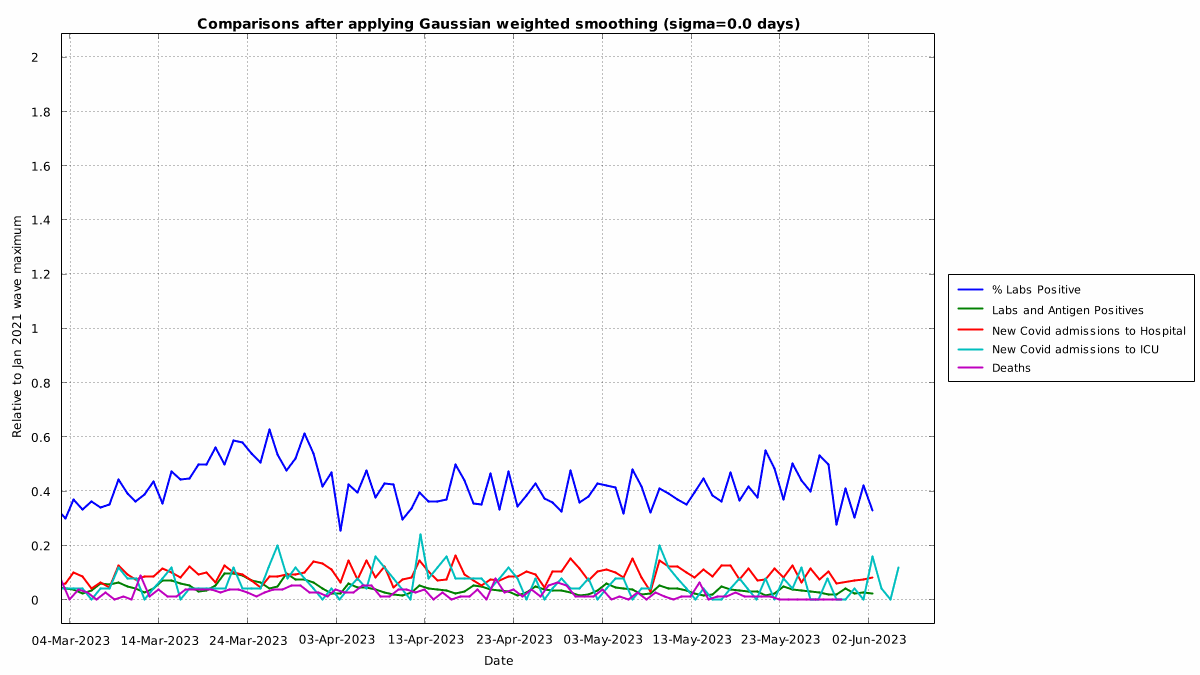 Comparisons after applying Gaussian weighted smoothing (sigma=0.0 days)
Relative to Jan 2021 wave maximum
2
1.8
1.6
1.4
1.2
1
0.8
0.6
0.4
0.2
0
04-Mar-2023 14-Mar-2023 24-Mar-2023 03-Apr-2023 13-Apr-2023 23-Apr-2023 03-May-2023 13-May-2023 23-May-2023 02-Jun-2023
Date
% Labs Positive
Labs and Antigen Positives
New Covid admissions to Hospital
New Covid admissions to ICU
Deaths